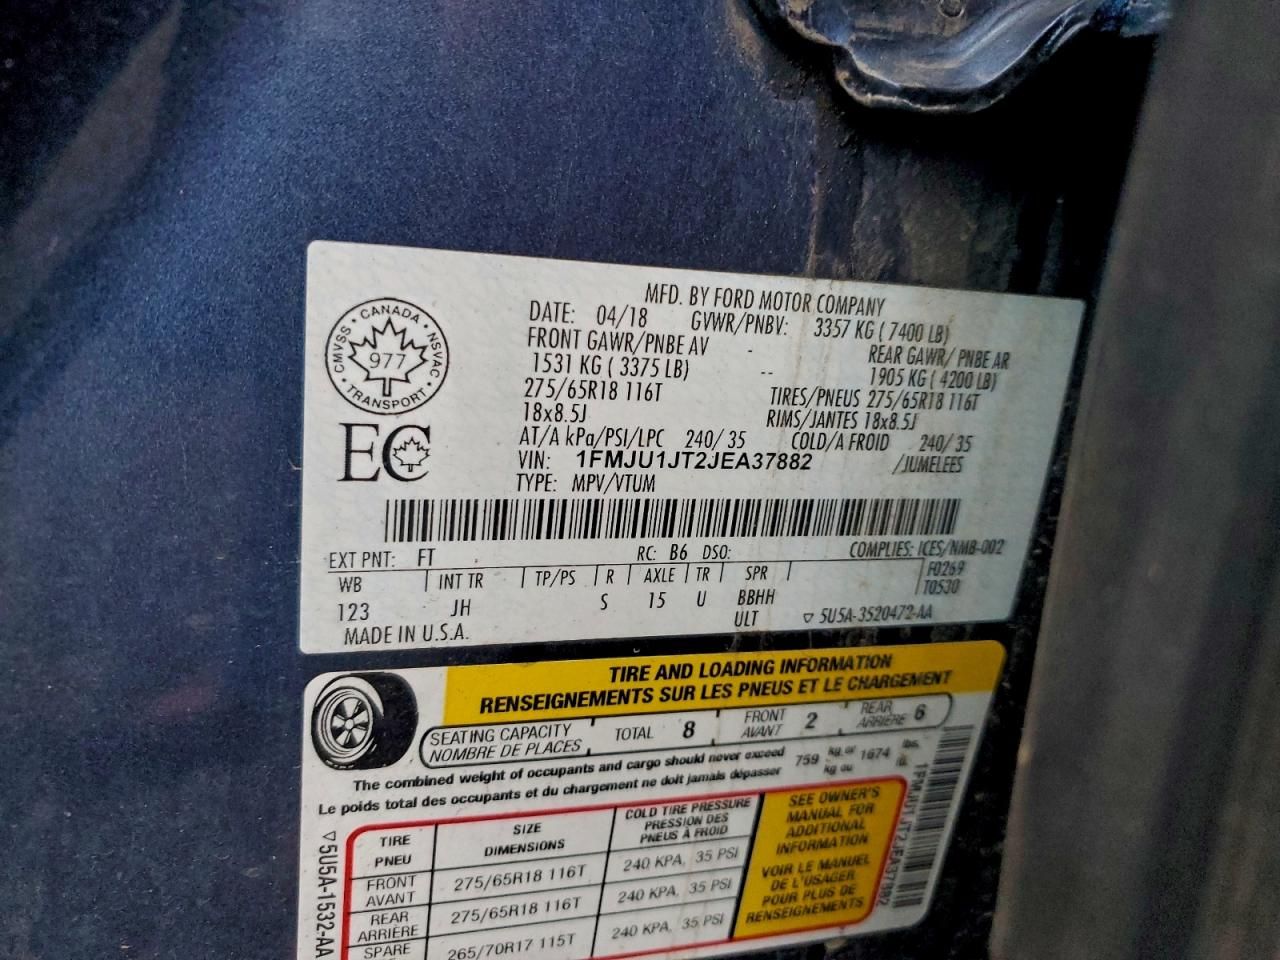 MFD. BY FORD MOTOR COMPANY
DATE: 04/18 GVWR/PNBV: 3357 KG ( 7400 LB)
FRONT GAWR/PNBE AV - REAR GAWR/ PNBE AR
1531 KG ( 3375 LB) -- 1905 KG ( 4200 LB)
275/65R18 116T TIRES/PNEUS 275/65R18 116T
18x8.5J RIMS/JANTES 18x8.5J
AT/A kPa/PSI/LPC 240/ 35 COLD/A FROID 240/ 35
VIN: 1FMJU1JT2JEA37882 /JUMELEES
TYPE: MPV/VTUM
CANADA
CMVSS NSVAC
977
TRANSPORT
EC
EXT PNT: FT RC: B6 DSO: COMPLIES: ICES/NMB-002
WB INT TR TP/PS R AXLE TR SPR F0269
T0530
123 JH S 15 U BBHH
ULT ▽ 5U5A-3520472-AA
MADE IN U.S.A.
TIRE AND LOADING INFORMATION
RENSEIGNEMENTS SUR LES PNEUS ET LE CHARGEMENT
SEATING CAPACITY TOTAL 8 FRONT 2 REAR 6
NOMBRE DE PLACES AVANT ARRIÈRE
The combined weight of occupants and cargo should never exceed 759 kg or 1674 lbs.
Le poids total des occupants et du chargement ne doit jamais dépasser kg ou lb.
TIRE SIZE COLD TIRE PRESSURE
PNEU DIMENSIONS PRESSION DES
PNEUS À FROID
FRONT 275/65R18 116T 240 KPA, 35 PSI
AVANT
REAR 275/65R18 116T 240 KPA, 35 PSI
ARRIÈRE
SPARE 265/70R17 115T 240 KPA, 35 PSI
SEE OWNER'S
MANUAL FOR
ADDITIONAL
INFORMATION
VOIR LE MANUEL
DE L'USAGER
POUR PLUS DE
RENSEIGNEMENTS
▽5U5A-1532-AA
1FMJU1JT2JEA37882